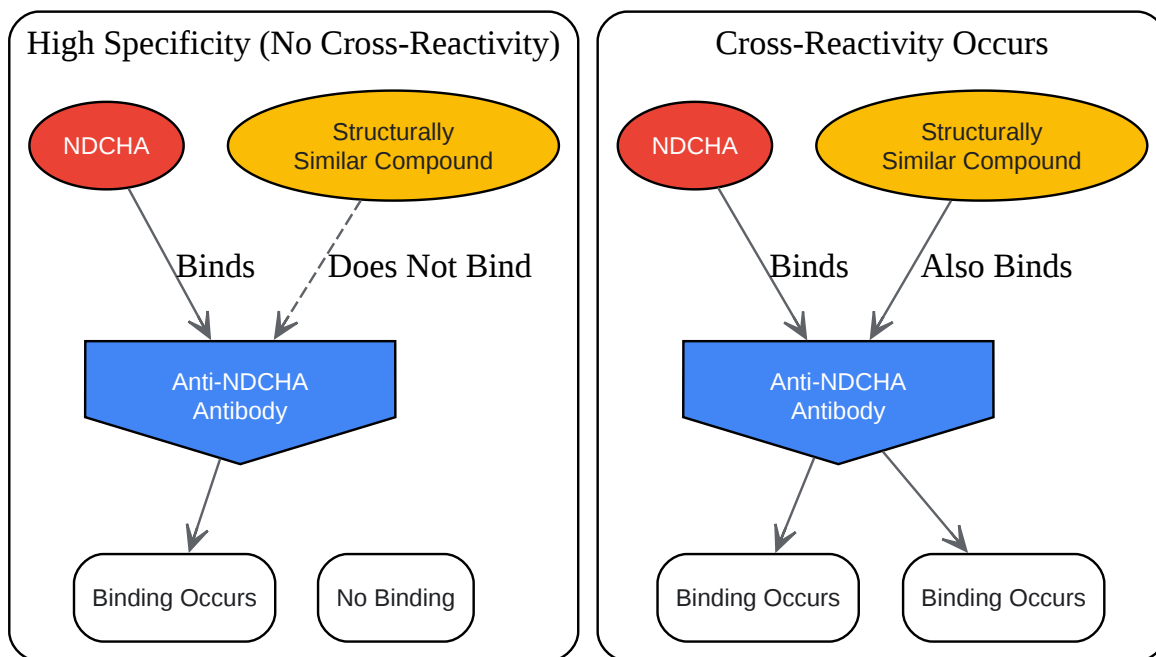 High Specificity (No Cross-Reactivity)
NDCHA
Structurally
Similar Compound
Binds
Does Not Bind
Anti-NDCHA
Antibody
Binding Occurs
No Binding
Cross-Reactivity Occurs
NDCHA
Structurally
Similar Compound
Binds
Also Binds
Anti-NDCHA
Antibody
Binding Occurs
Binding Occurs